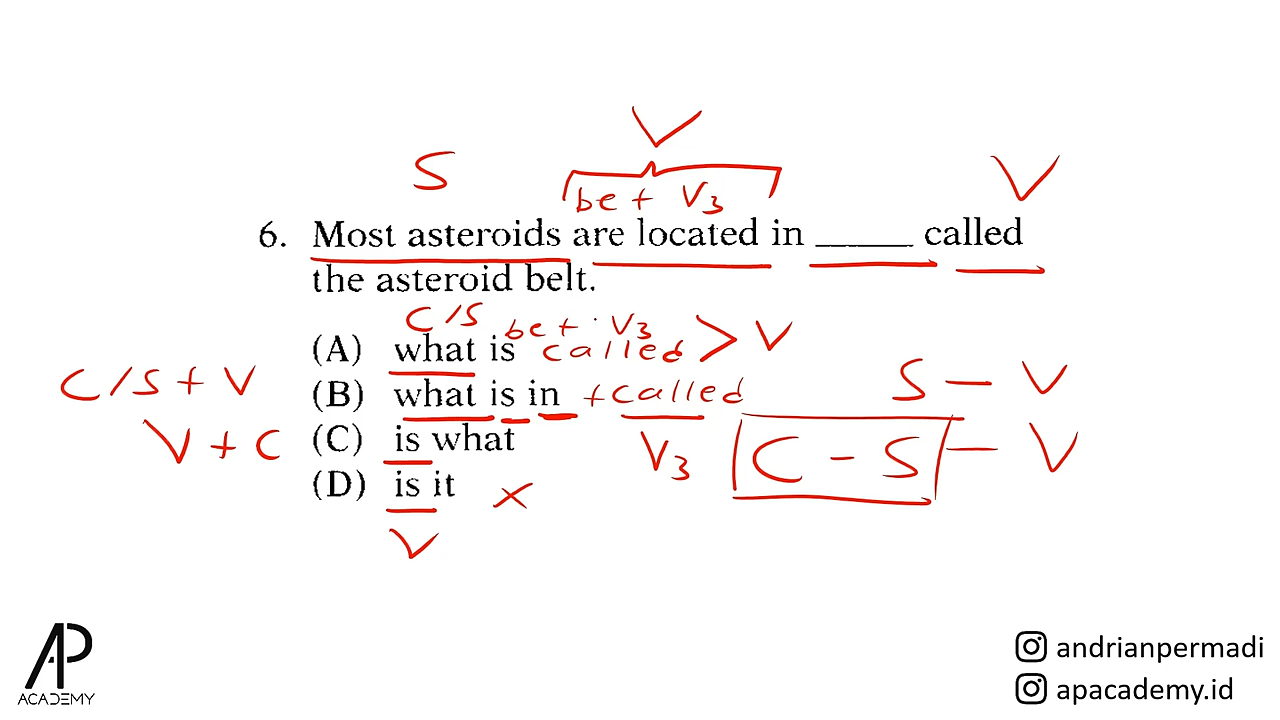 V
S V
be + V3
6. Most asteroids are located in _____ called
the asteroid belt.
C/S be + V3
(A) what is called > V
C/S + V (B) what is in + called S – V
V + C (C) is what V3 C – S – V
(D) is it x
V
AP
ACADEMY
andrianpermadi
apacademy.id